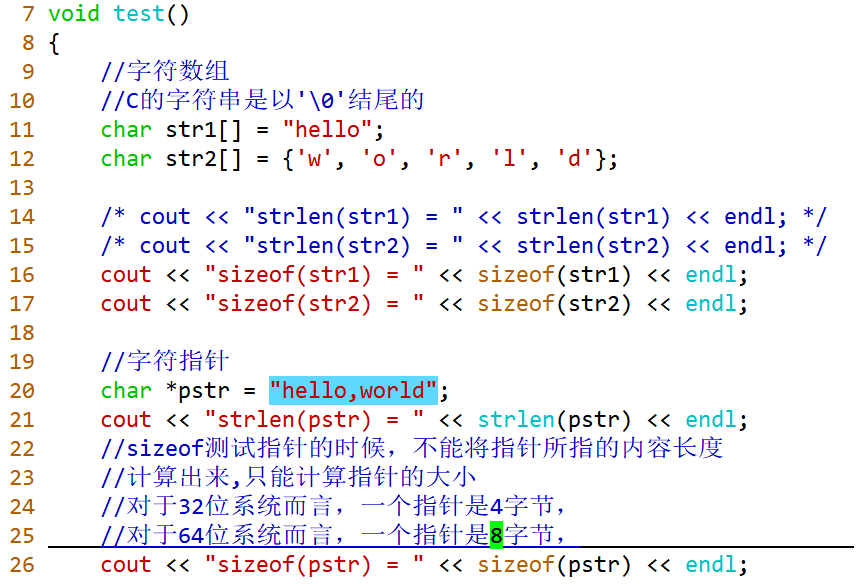 7 void test()
8 {
9     //字符数组
10     //C的字符串是以'\0'结尾的
11     char str1[] = "hello";
12     char str2[] = {'w', 'o', 'r', 'l', 'd'};
13
14     /* cout << "strlen(str1) = " << strlen(str1) << endl; */
15     /* cout << "strlen(str2) = " << strlen(str2) << endl; */
16     cout << "sizeof(str1) = " << sizeof(str1) << endl;
17     cout << "sizeof(str2) = " << sizeof(str2) << endl;
18
19     //字符指针
20     char *pstr = "hello,world";
21     cout << "strlen(pstr) = " << strlen(pstr) << endl;
22     //sizeof测试指针的时候，不能将指针所指的内容长度
23     //计算出来,只能计算指针的大小
24     //对于32位系统而言，一个指针是4字节，
25     //对于64位系统而言，一个指针是8字节，
26     cout << "sizeof(pstr) = " << sizeof(pstr) << endl;